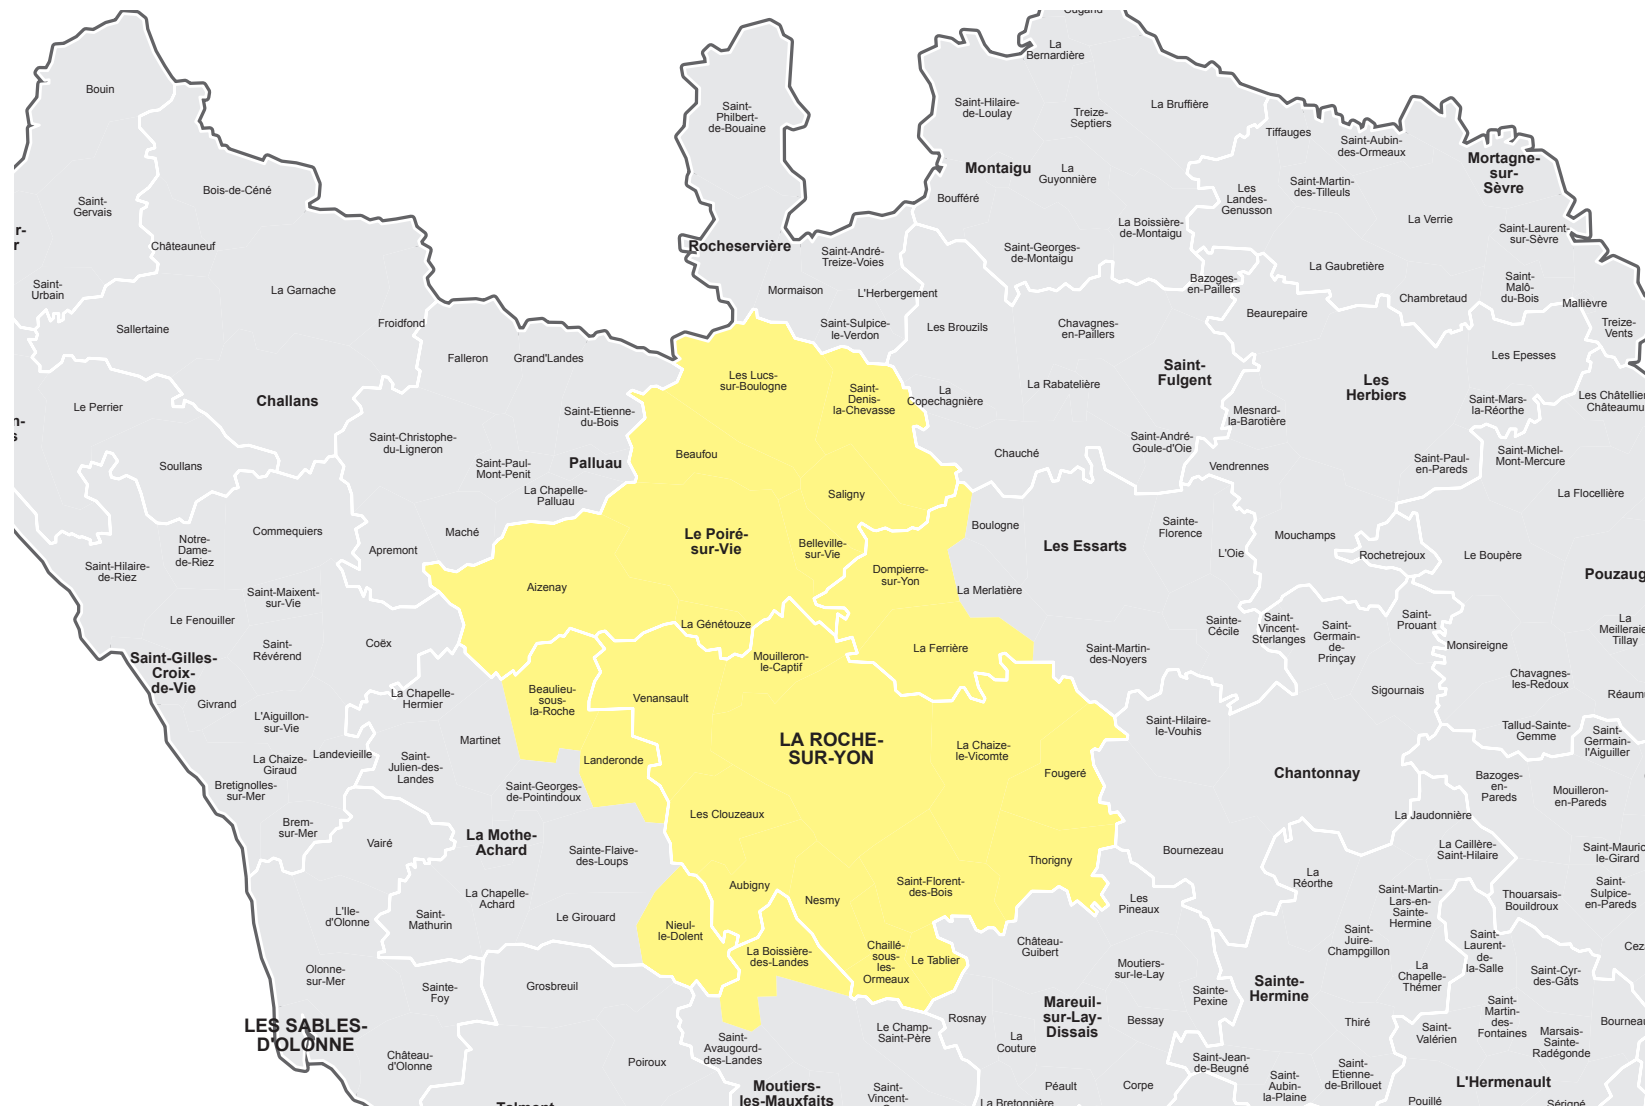 Cugand
La
Bernardière
Bouin
Saint-
Philbert-
de-Bouaine
Saint-Hilaire-
de-Loulay
Treize-
Septiers
La Bruffière
Tiffauges
Saint-Aubin-
des-Ormeaux
Mortagne-
sur-
Sèvre
Montaigu
La
Guyonnière
Boufféré
Les
Landes-
Genusson
Saint-Martin-
des-Tilleuls
La Verrie
Saint-Laurent-
sur-Sèvre
Saint-
Gervais
Bois-de-Céné
Châteauneuf
r-
r
Rocheservière
Saint-André-
Treize-Voies
La Boissière-
de-Montaigu
Saint-Georges-
de-Montaigu
La Gaubretière
Bazoges-
en-Paillers
Saint-
Malô-
du-Bois
Saint-
Urbain
La Garnache
Mormaison
L'Herbergement
Chambretaud
Mallièvre
Treize-
Vents
Beaurepaire
Sallertaine
Froidfond
Saint-Sulpice-
le-Verdon
Les Brouzils
Chavagnes-
en-Paillers
Les Epesses
Falleron
Grand'Landes
Saint-
Fulgent
Les
Herbiers
Les Lucs-
sur-Boulogne
Saint-
Denis-
la-Chevasse
La
Copechagnière
La Rabatelière
Saint-Mars-
la-Réorthe
Les Châtellier
Châteaumu
Le Perrier
Challans
Saint-Etienne-
du-Bois
Mesnard-
la-Barotière
n-
s
Saint-Christophe-
du-Ligneron
Saint-Paul-
Mont-Penit
Palluau
La Chapelle-
Palluau
Beaufou
Chauché
Saint-André-
Goule-d'Oie
Vendrennes
Saint-Paul-
en-Pareds
Saint-Michel-
Mont-Mercure
Soullans
La Flocellière
Saligny
Commequiers
Maché
Apremont
Le Poiré-
sur-Vie
Belleville-
sur-Vie
Boulogne
Les Essarts
Sainte-
Florence
L'Oie
Mouchamps
Rochetrejoux
Le Boupère
Pouzaug
Notre-
Dame-
de-Riez
Saint-Hilaire-
de-Riez
Aizenay
Dompierre-
sur-Yon
La Merlatière
Saint-Maixent-
sur-Vie
Le Fenouiller
Saint-
Révérend
Coëx
La Génétouze
Sainte-
Cécile
Saint-
Vincent-
Sterlanges
Saint-
Germain-
de-
Prinçay
Saint-
Prouant
Monsireigne
La
Meilleraie
Tillay
Saint-Gilles-
Croix-
de-Vie
Mouilleron-
le-Captif
La Ferrière
Saint-Martin-
des-Noyers
Sigournais
Chavagnes-
les-Redoux
Réaumu
Givrand
La Chapelle-
Hermier
Beaulieu-
sous-
la-Roche
Venansault
L'Aiguillon-
sur-Vie
Martinet
Saint-Hilaire-
le-Vouhis
Tallud-Sainte-
Gemme
Saint-
Germain-
l'Aiguiller
LA ROCHE-
SUR-YON
La Chaize-
le-Vicomte
Fougeré
La Chaize-
Giraud
Landevieille
Saint-
Julien-des-
Landes
Landeronde
Chantonnay
Bretignolles-
sur-Mer
Saint-Georges-
de-Pointindoux
Bazoges-
en-
Pareds
Mouilleron-
en-Pareds
Les Clouzeaux
La Jaudonnière
Brem-
sur-Mer
Vairé
La Mothe-
Achard
Sainte-Flaive-
des-Loups
Bournezeau
La Caillère-
Saint-Hilaire
Saint-Mauric
le-Girard
Thorigny
La Chapelle-
Achard
Le Girouard
Aubigny
Nesmy
Saint-Florent-
des-Bois
La
Réorthe
Saint-Martin-
Lars-en-
Sainte-
Hermine
Thouarsais-
Bouildroux
Saint-
Sulpice-
en-Pareds
L'Ile-
d'Olonne
Saint-
Mathurin
Nieul-
le-Dolent
Les
Pineaux
La Boissière-
des-Landes
Chaillé-
sous-
les-
Ormeaux
Le Tablier
Château-
Guibert
Saint-
Juire-
Champgillon
Saint-
Laurent-
de-
la-Salle
Ceza
Olonne-
sur-Mer
Sainte-
Foy
Grosbreuil
Moutiers-
sur-le-Lay
Sainte-
Pexine
Sainte-
Hermine
La
Chapelle-
Thémer
Saint-Cyr-
des-Gâts
LES SABLES-
D'OLONNE
Rosnay
Mareuil-
sur-Lay-
Dissais
Bessay
Thiré
Saint-
Martin-
des-
Fontaines
Saint-
Valérien
Marsais-
Sainte-
Radégonde
Bourneau
Château-
d'Olonne
Poiroux
Saint-
Avaugourd-
des-Landes
Le Champ-
Saint-Père
La
Couture
Saint-Jean-
de-Beugné
Saint-
Aubin-
la-Plaine
Saint-
Etienne-
de-Brillouet
L'Hermenault
Moutiers-
les-Mauxfaits
Saint-
Vincent-
Péault
Corpe
La Bretonnière
Pouillé
Sérigné
Talmont